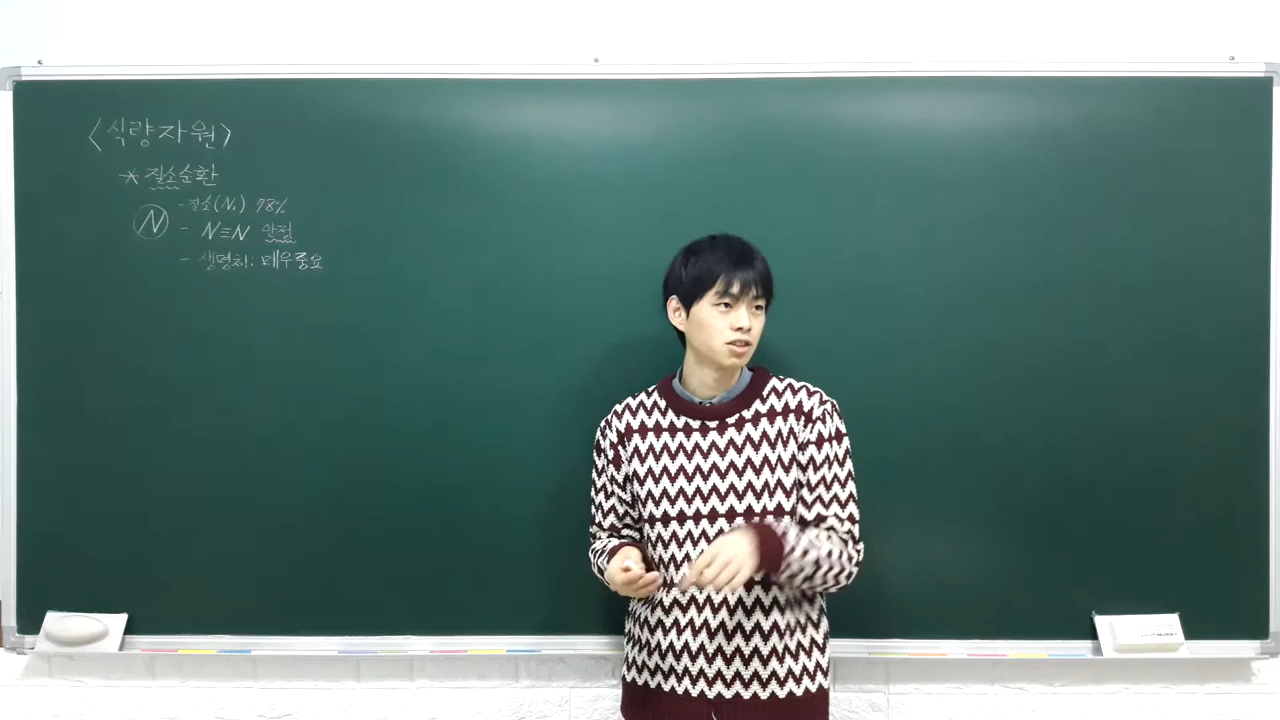 <식량자원>
* 질소순환
- 질소(N₂) 78%
Ⓝ - N≡N 안정
- 생명체: 매우중요